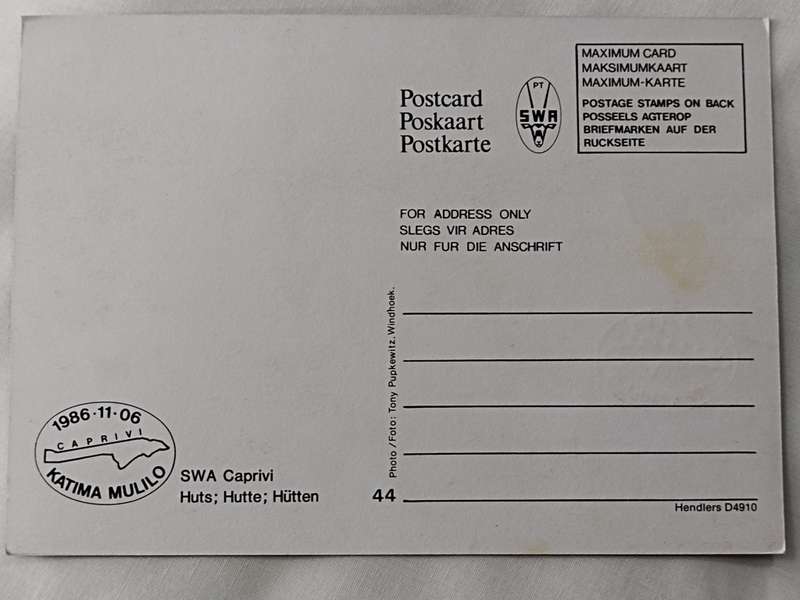 MAXIMUM CARD
MAKSIMUMKAART
MAXIMUM-KARTE
POSTAGE STAMPS ON BACK
POSSEELS AGTEROP
BRIEFMARKEN AUF DER
RUCKSEITE
Postcard
Poskaart
Postkarte
PT
SWA
FOR ADDRESS ONLY
SLEGS VIR ADRES
NUR FUR DIE ANSCHRIFT
Photo/Foto: Tony Pupkewitz. Windhoek.
1986·11·06
CAPRIVI
KATIMA MULILO
SWA Caprivi
Huts; Hutte; Hütten
44
Hendlers D4910